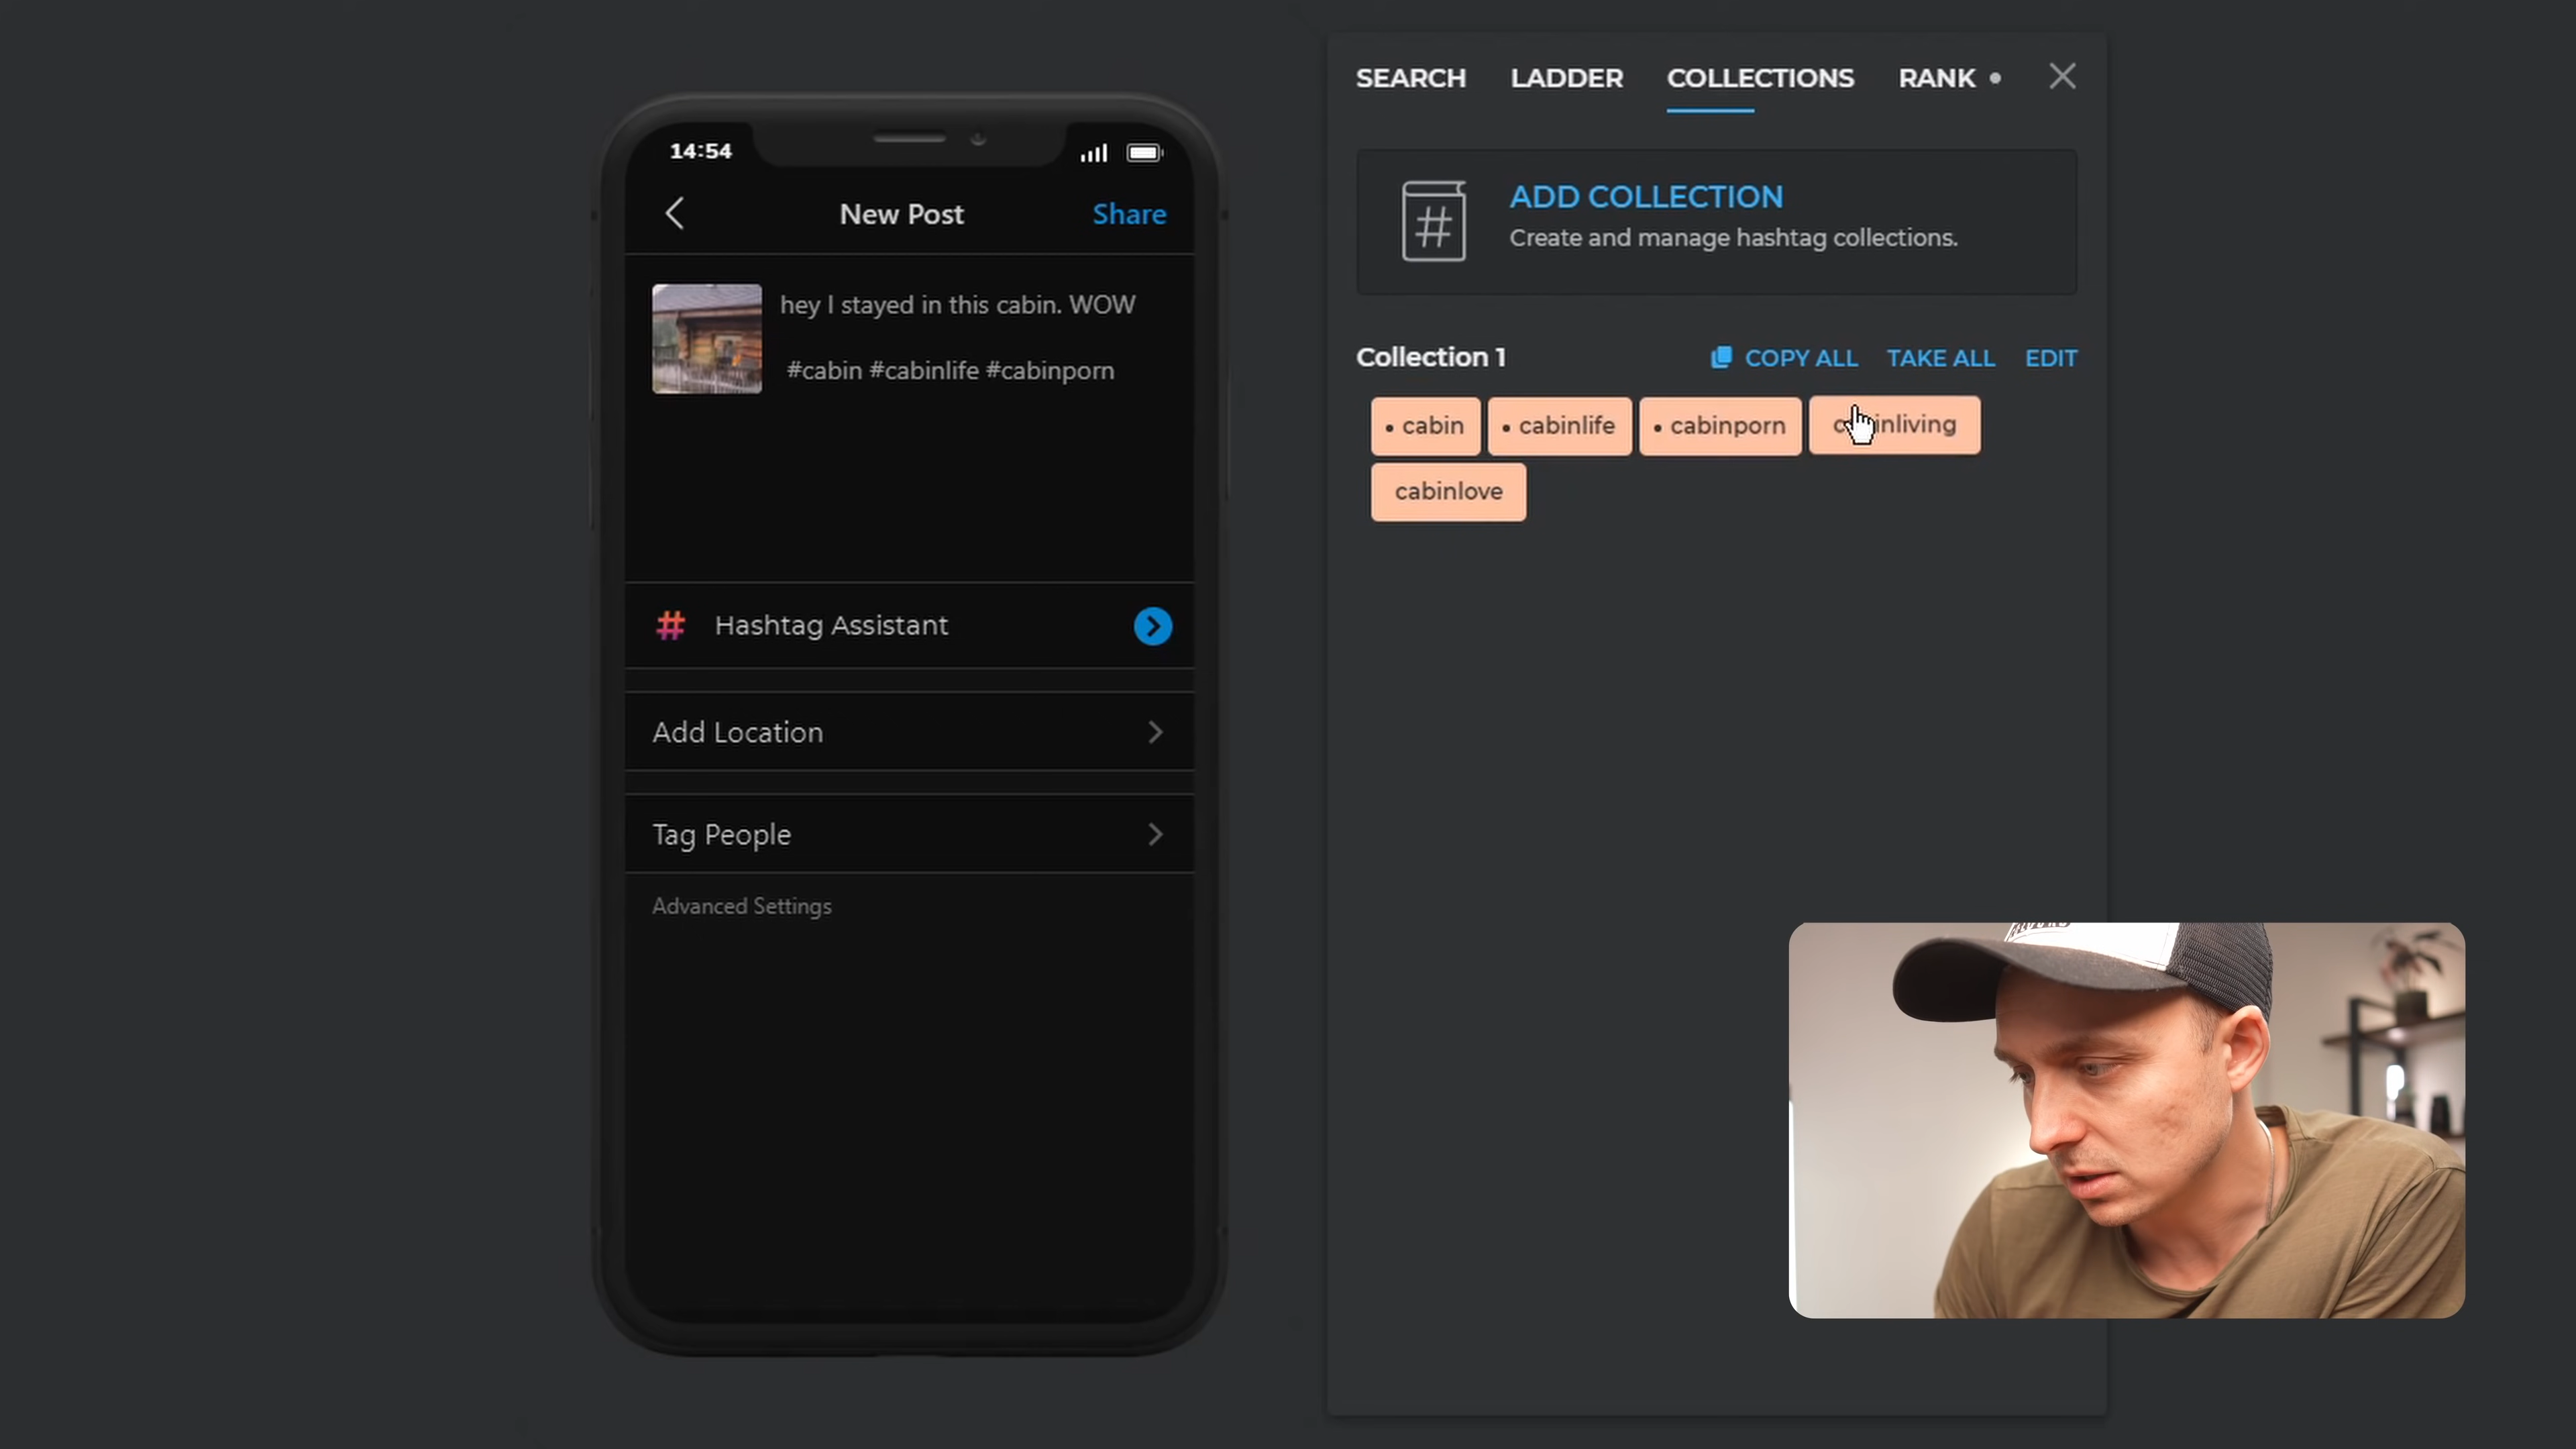 14:54
New Post
Share
hey I stayed in this cabin. WOW
#cabin #cabinlife #cabinporn
# Hashtag Assistant
Add Location
Tag People
Advanced Settings
SEARCH LADDER COLLECTIONS RANK
#
ADD COLLECTION
Create and manage hashtag collections.
Collection 1
COPY ALL TAKE ALL EDIT
• cabin • cabinlife • cabinporn
cabinlove